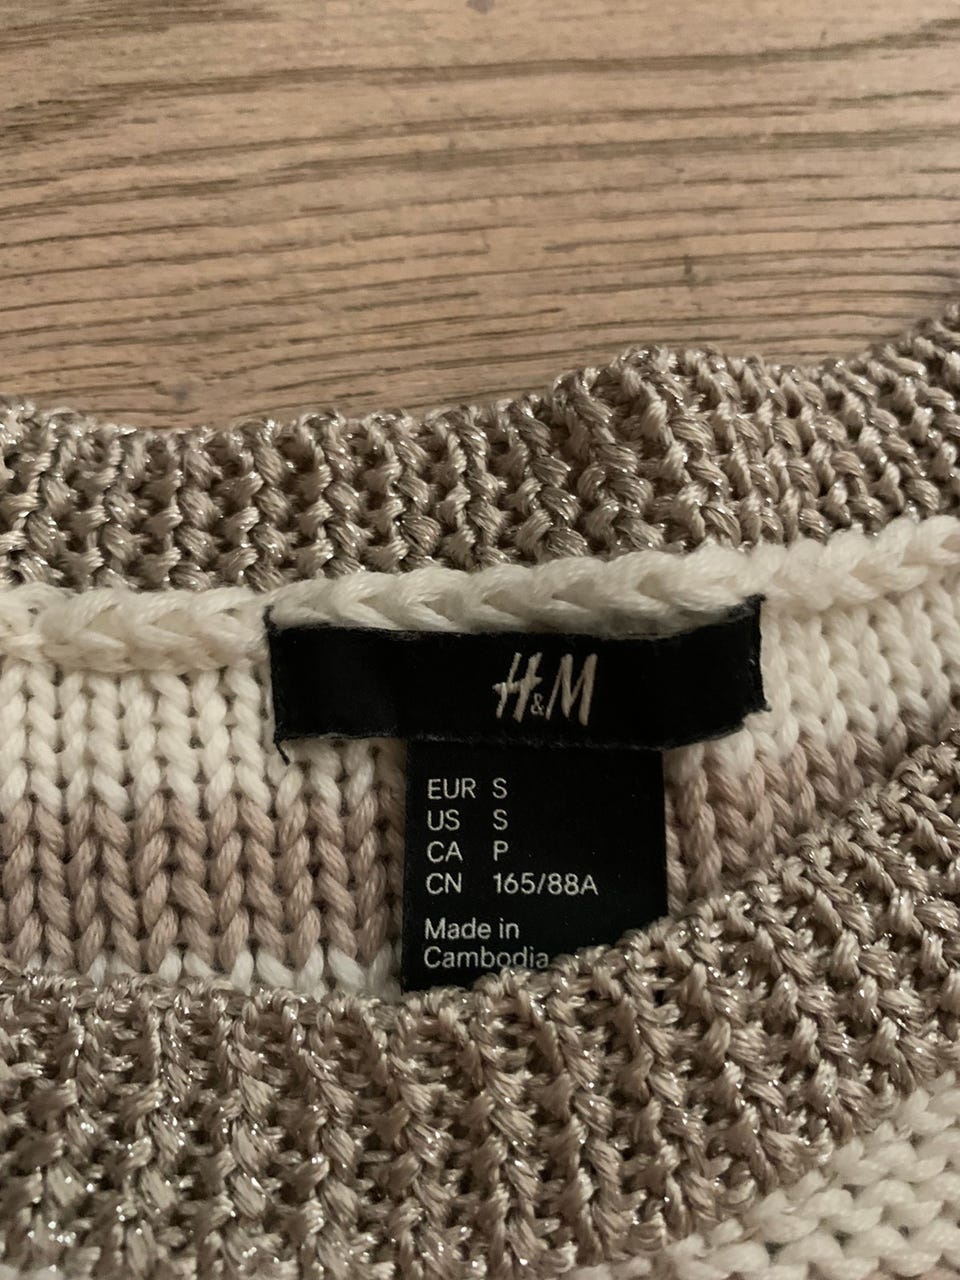 H&M
EUR S
US S
CA P
CN 165/88A
Made in
Cambodia